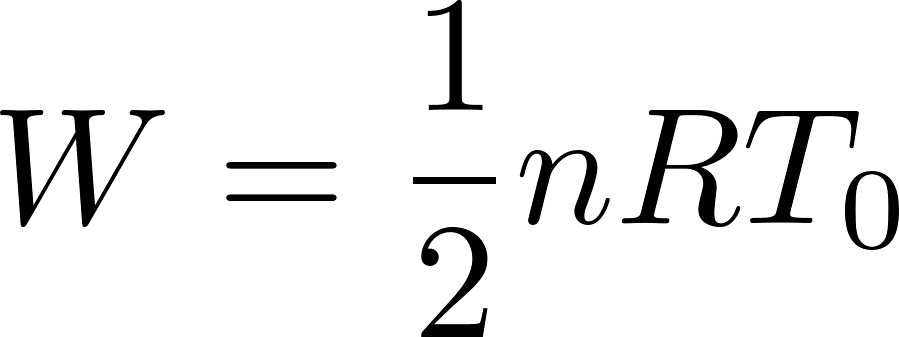 W = \frac{1}{2} nRT_0